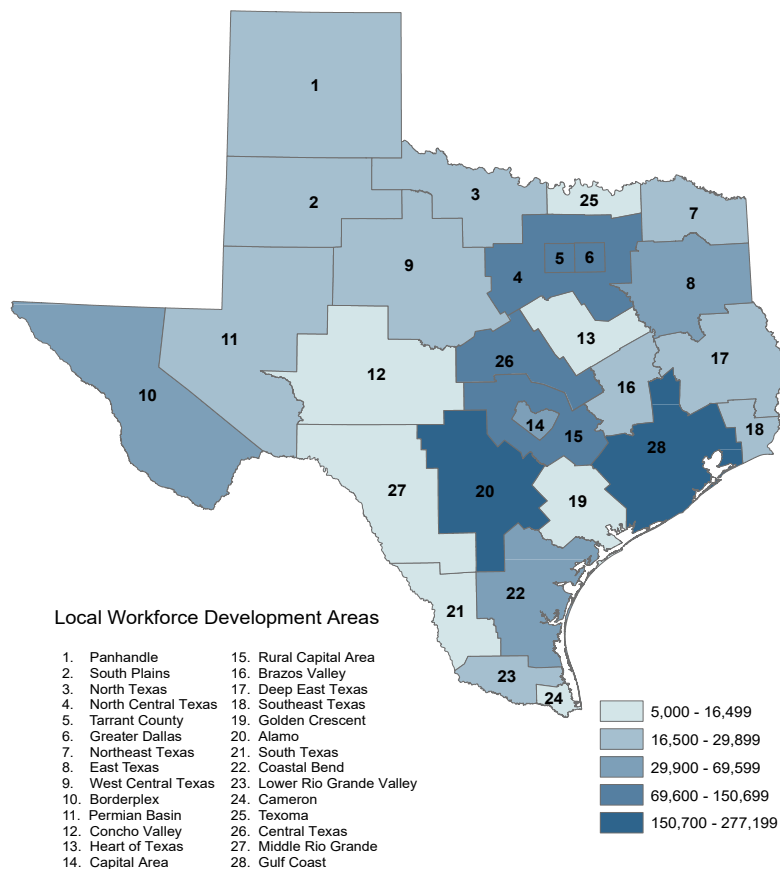 1
2
3
25
7
5
6
4
9
8
13
11
17
26
12
16
10
14
15
18
28
27
20
19
22
21
23
24
Local Workforce Development Areas
1. Panhandle
2. South Plains
3. North Texas
4. North Central Texas
5. Tarrant County
6. Greater Dallas
7. Northeast Texas
8. East Texas
9. West Central Texas
10. Borderplex
11. Permian Basin
12. Concho Valley
13. Heart of Texas
14. Capital Area
15. Rural Capital Area
16. Brazos Valley
17. Deep East Texas
18. Southeast Texas
19. Golden Crescent
20. Alamo
21. South Texas
22. Coastal Bend
23. Lower Rio Grande Valley
24. Cameron
25. Texoma
26. Central Texas
27. Middle Rio Grande
28. Gulf Coast
5,000 - 16,499
16,500 - 29,899
29,900 - 69,599
69,600 - 150,699
150,700 - 277,199